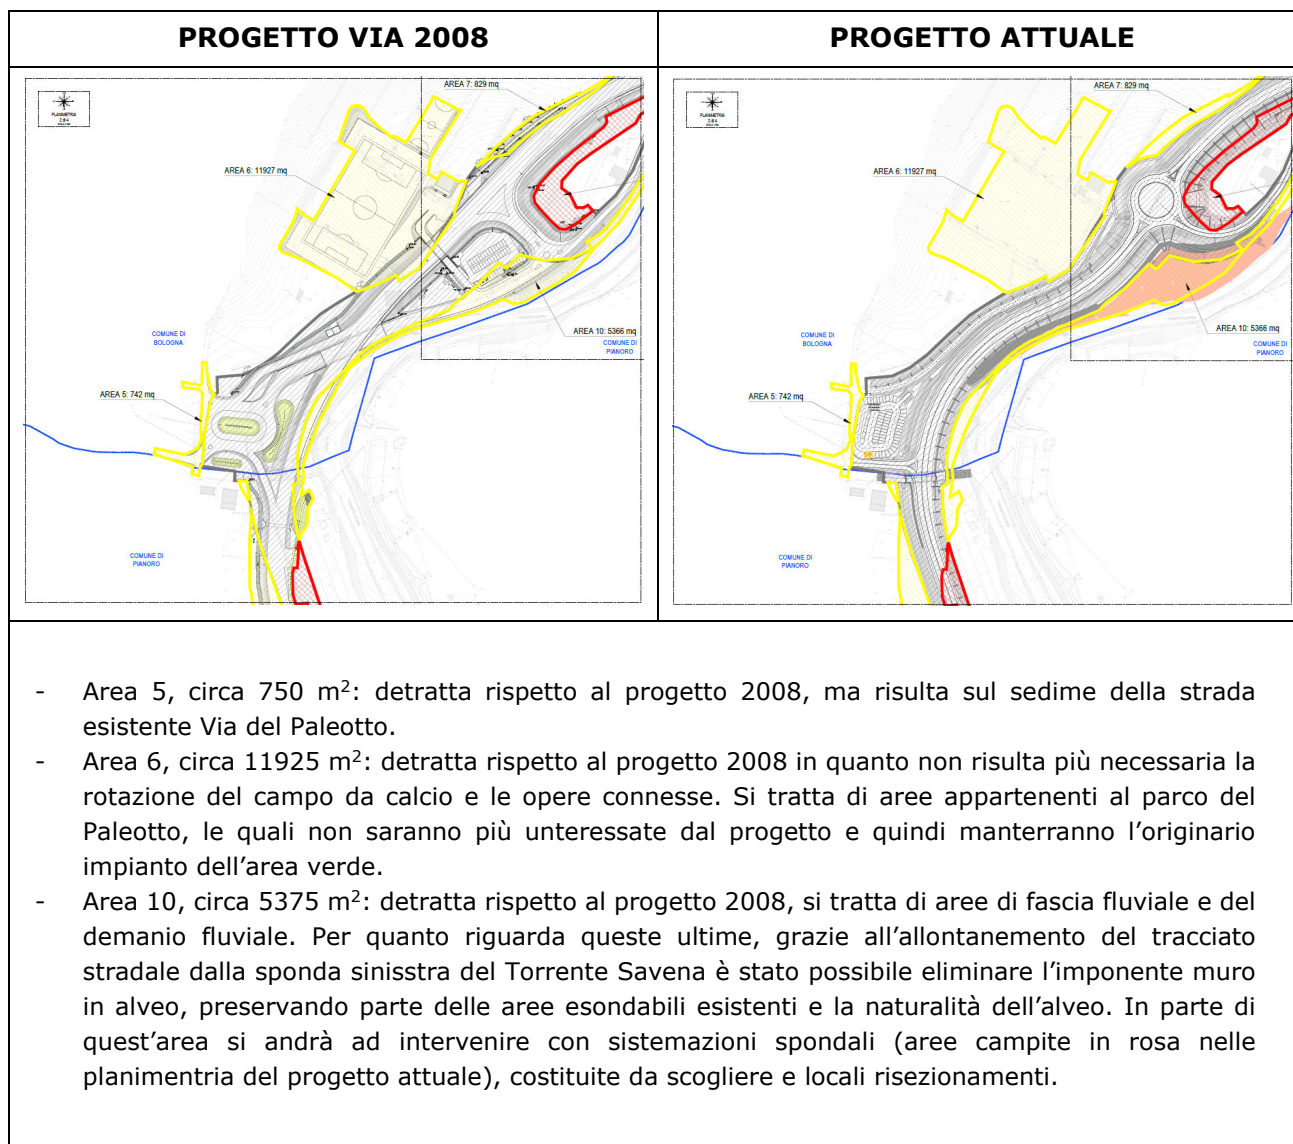 PROGETTO VIA 2008
PROGETTO ATTUALE
PLANIMETRIA
AREA 7: 829 mq
AREA 6: 11927 mq
COMUNE DI
BOLOGNA
AREA 10: 5366 mq
COMUNE DI
PIANORO
AREA 5: 742 mq
COMUNE DI
PIANORO
PLANIMETRIA
AREA 7: 829 mq
AREA 6: 11927 mq
COMUNE DI
BOLOGNA
AREA 10: 5366 mq
COMUNE DI
PIANORO
AREA 5: 742 mq
COMUNE DI
PIANORO
- Area 5, circa 750 m²: detratta rispetto al progetto 2008, ma risulta sul sedime della strada
esistente Via del Paleotto.
- Area 6, circa 11925 m²: detratta rispetto al progetto 2008 in quanto non risulta più necessaria la
rotazione del campo da calcio e le opere connesse. Si tratta di aree appartenenti al parco del
Paleotto, le quali non saranno più unteressate dal progetto e quindi manterranno l'originario
impianto dell'area verde.
- Area 10, circa 5375 m²: detratta rispetto al progetto 2008, si tratta di aree di fascia fluviale e del
demanio fluviale. Per quanto riguarda queste ultime, grazie all'allontanemento del tracciato
stradale dalla sponda sinisstra del Torrente Savena è stato possibile eliminare l'imponente muro
in alveo, preservando parte delle aree esondabili esistenti e la naturalità dell'alveo. In parte di
quest'area si andrà ad intervenire con sistemazioni spondali (aree campite in rosa nelle
planimentria del progetto attuale), costituite da scogliere e locali risezionamenti.